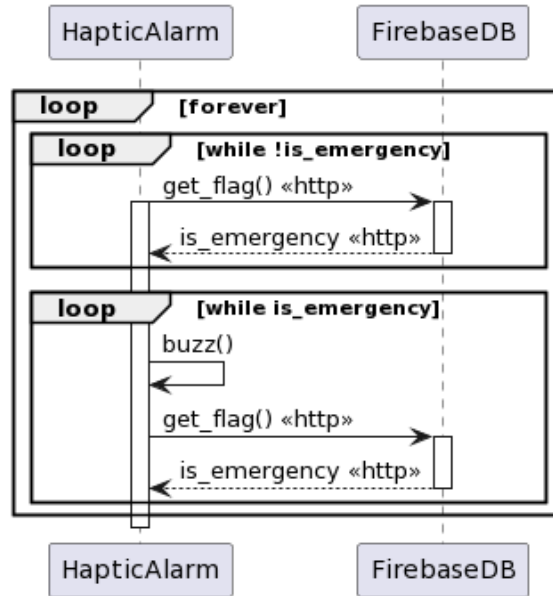 HapticAlarm FirebaseDB
loop [forever]
loop [while !is_emergency]
get_flag() «http»
is_emergency «http»
loop [while is_emergency]
buzz()
get_flag() «http»
is_emergency «http»
HapticAlarm FirebaseDB